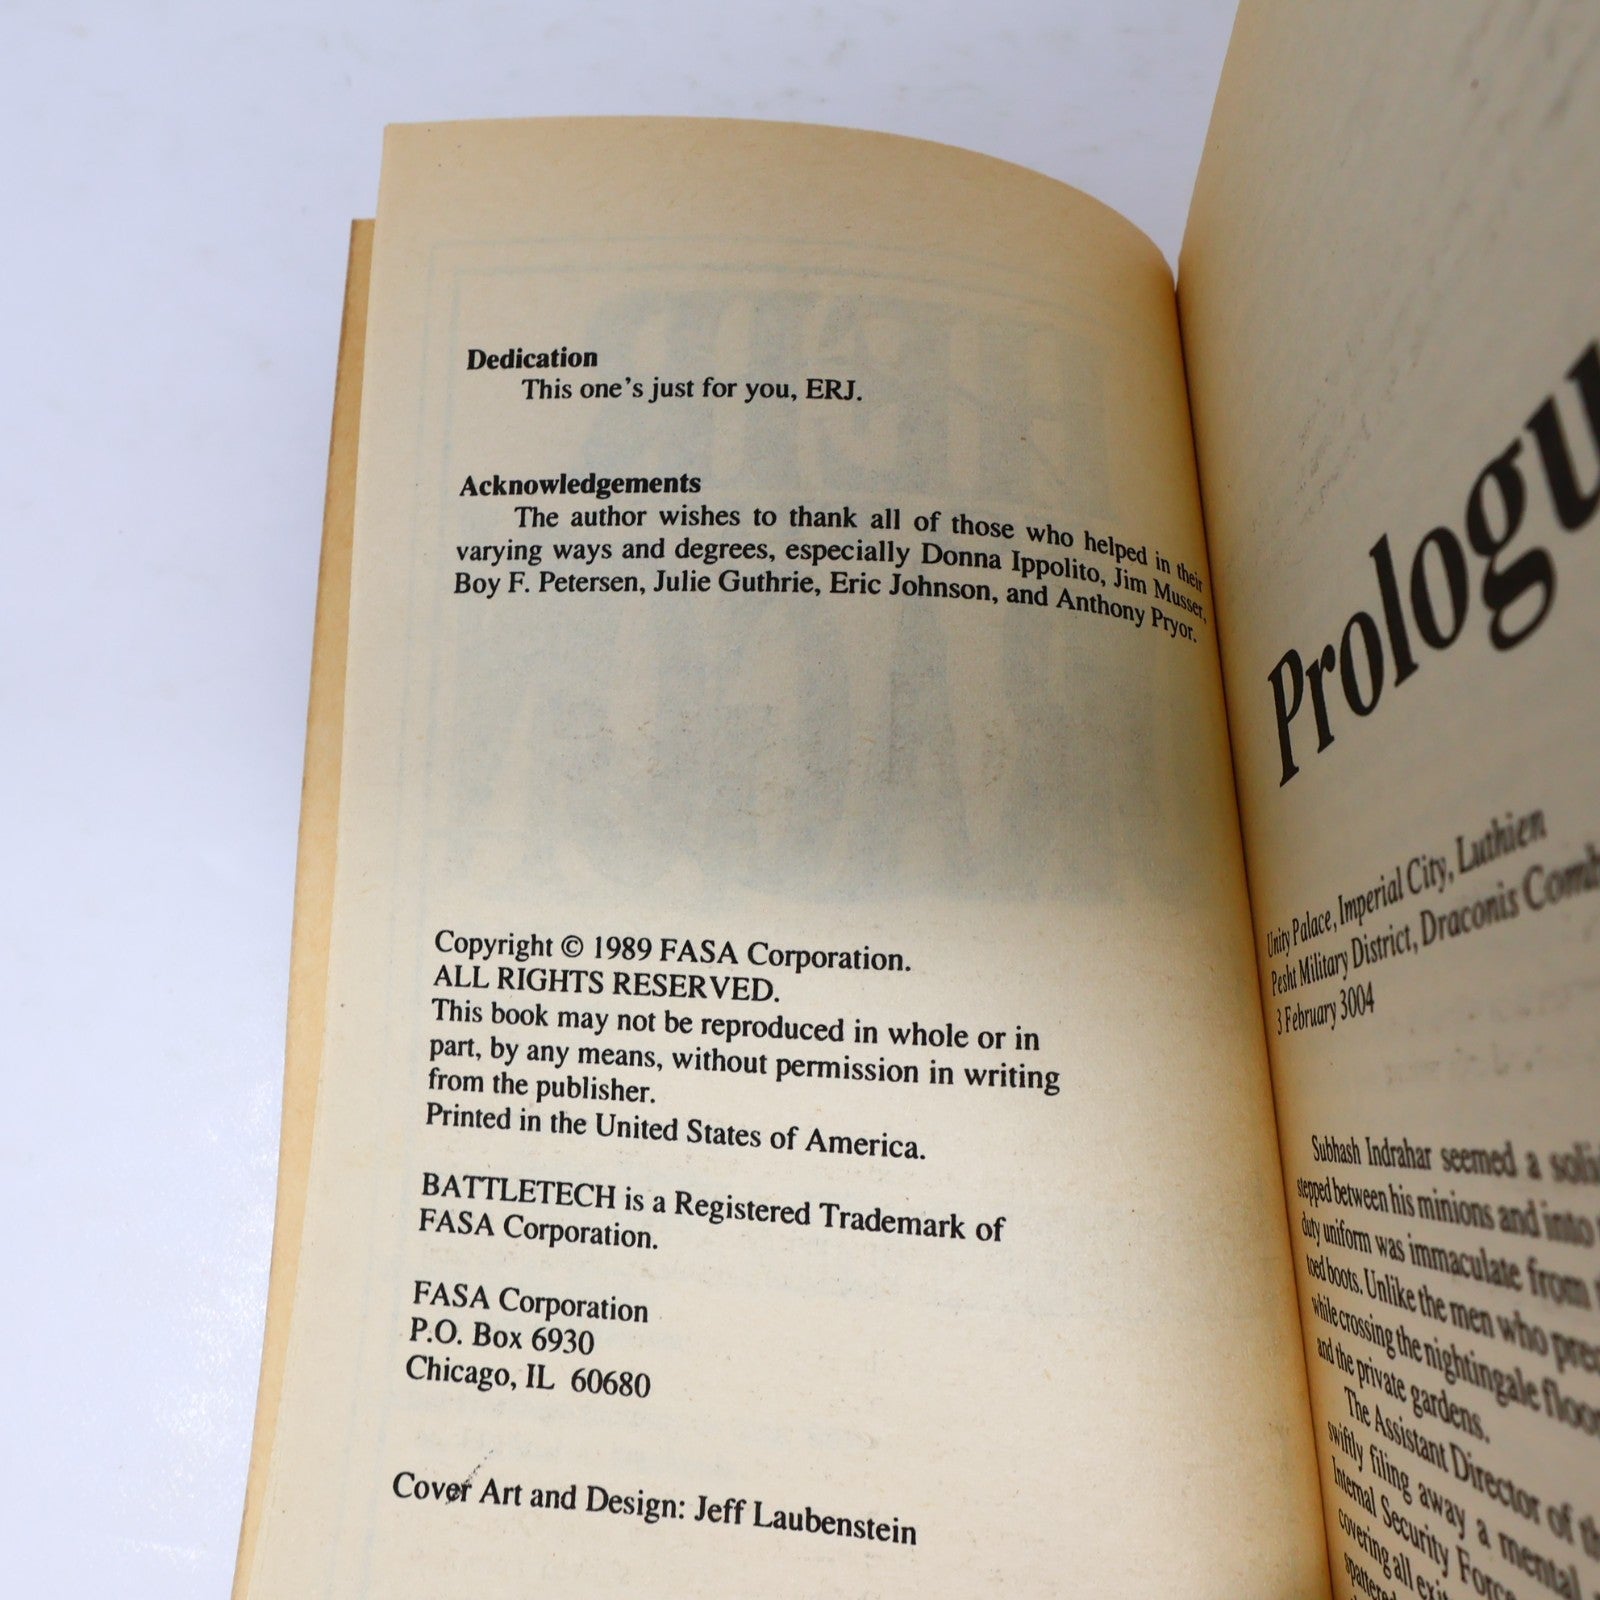 Dedication
This one's just for you, ERJ.
Acknowledgements
The author wishes to thank all of those who helped in their
varying ways and degrees, especially Donna Ippolito, Jim Musser,
Boy F. Petersen, Julie Guthrie, Eric Johnson, and Anthony Pryor.
Copyright © 1989 FASA Corporation.
ALL RIGHTS RESERVED.
This book may not be reproduced in whole or in
part, by any means, without permission in writing
from the publisher.
Printed in the United States of America.
BATTLETECH is a Registered Trademark of
FASA Corporation.
FASA Corporation
P.O. Box 6930
Chicago, IL 60680
Cover Art and Design: Jeff Laubenstein
Prologu
Unity Palace, Imperial City, Luthien
Pesht Military District, Draconis Comb
3 February 3004
Subhash Indrahar seemed a soli
stepped between his minions and into
duty uniform was immaculate from
toed boots. Unlike the men who prec
while crossing the nightingale floor
and the private gardens.
The Assistant Director of th
swiftly filing away a mental
Internal Security Force
covering all exit
spattered